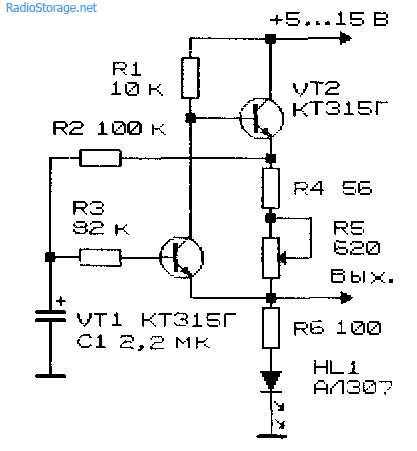 RadioStorage.net
+5...15 В
R1
10 к
VT2
КТ315Г
R2 100 к
R4 56
R3
82 к
R5
620
Вых.
+
VT1 КТ315Г
C1 2,2 мк
R6 100
HL1
АЛ307